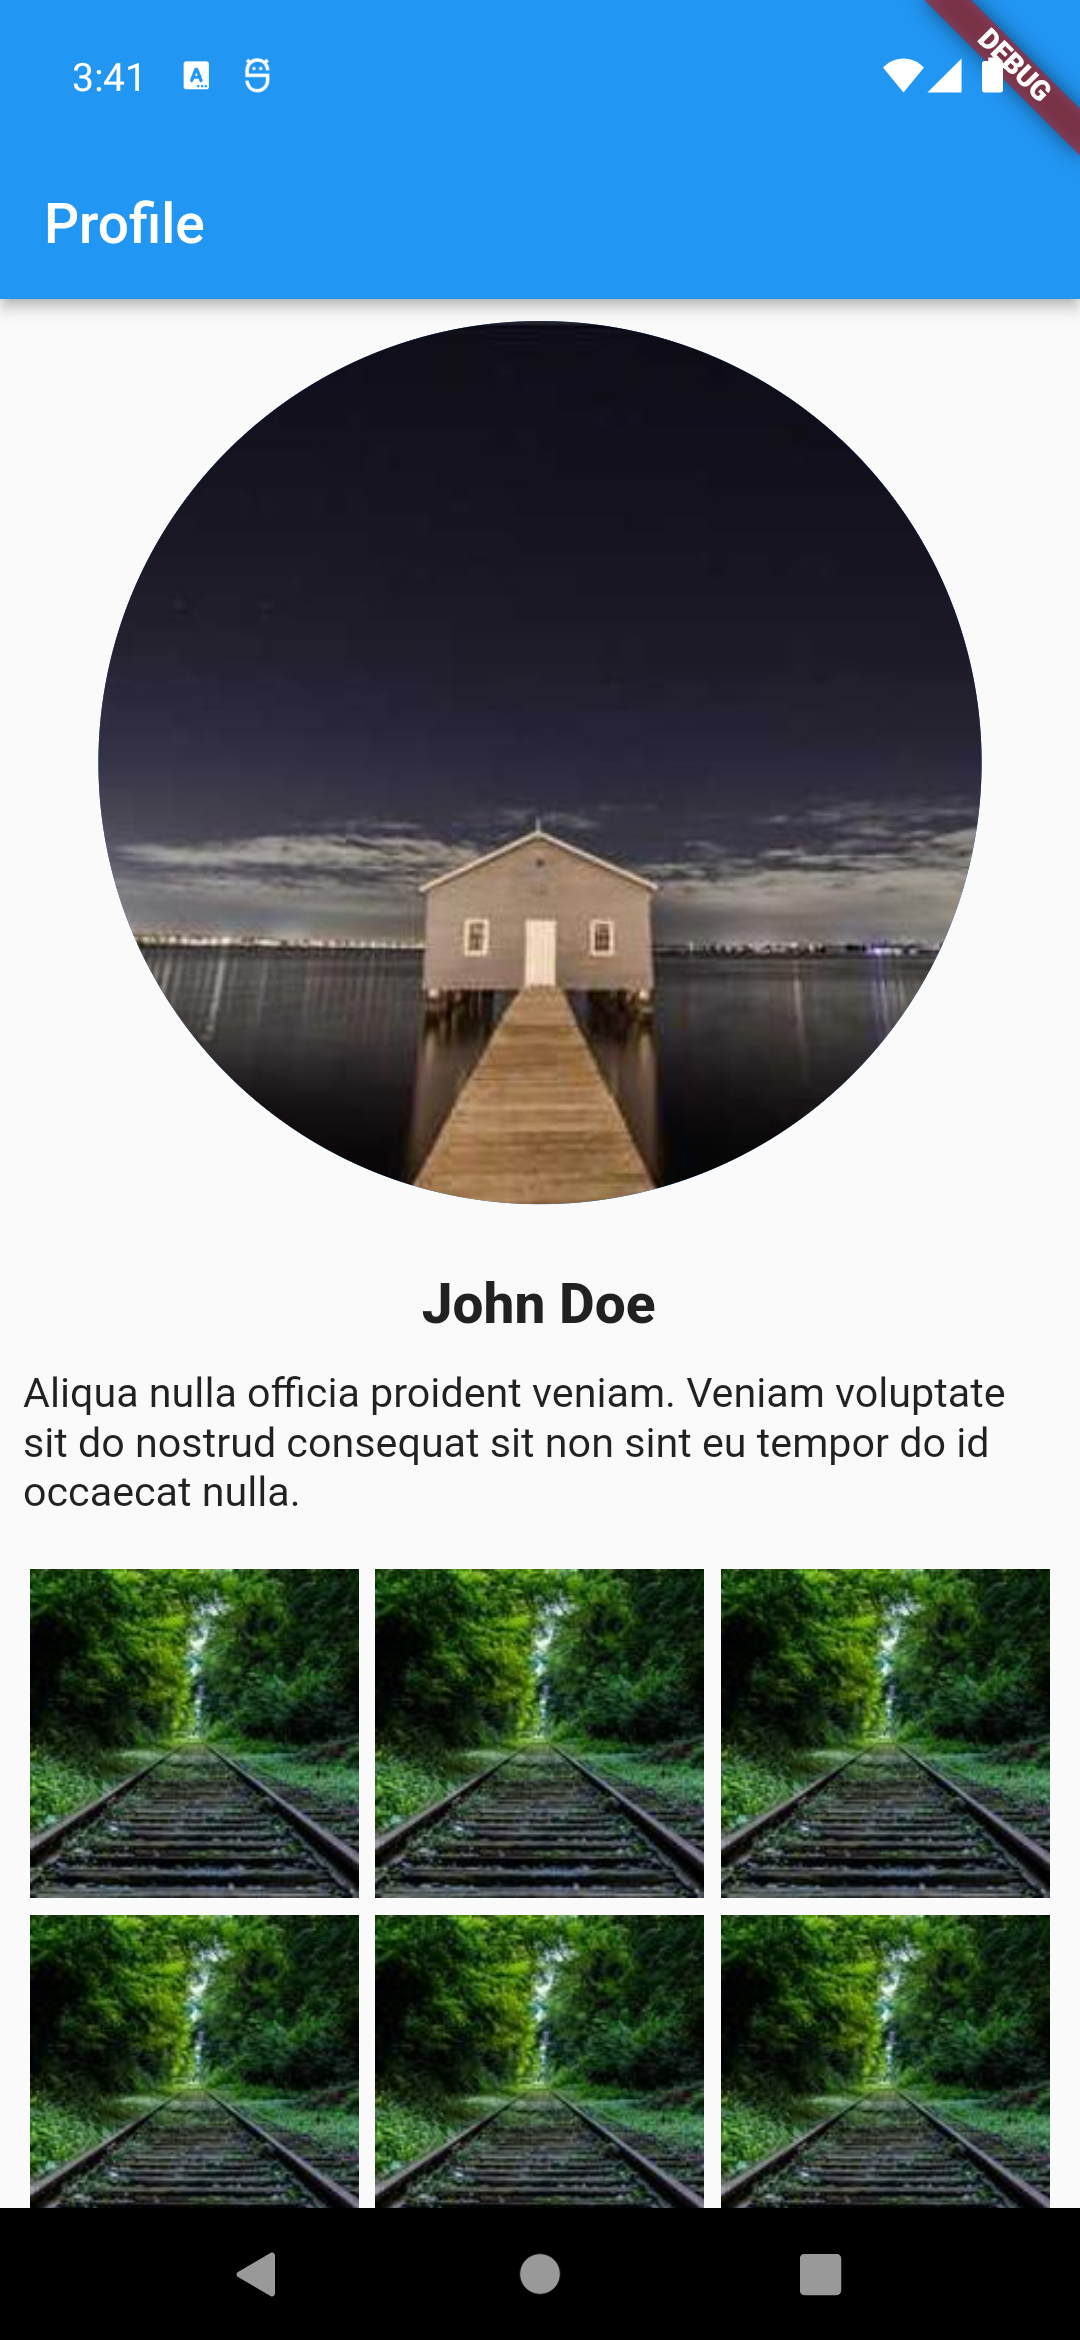 3:41
A
DEBUG
Profile
John Doe
Aliqua nulla officia proident veniam. Veniam voluptate
sit do nostrud consequat sit non sint eu tempor do id
occaecat nulla.